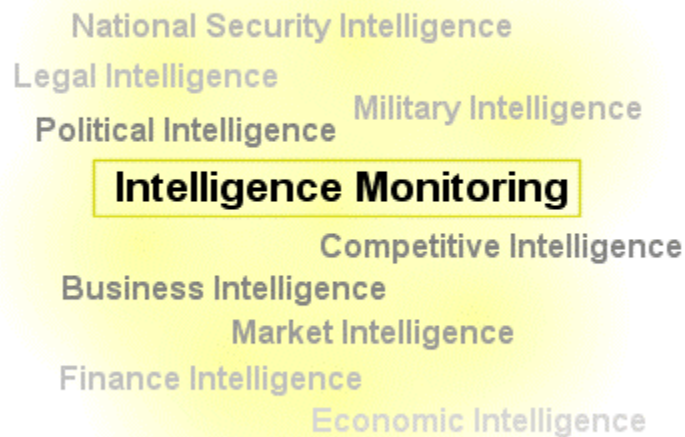 National Security Intelligence
Legal Intelligence
Military Intelligence
Political Intelligence
Intelligence Monitoring
Competitive Intelligence
Business Intelligence
Market Intelligence
Finance Intelligence
Economic Intelligence